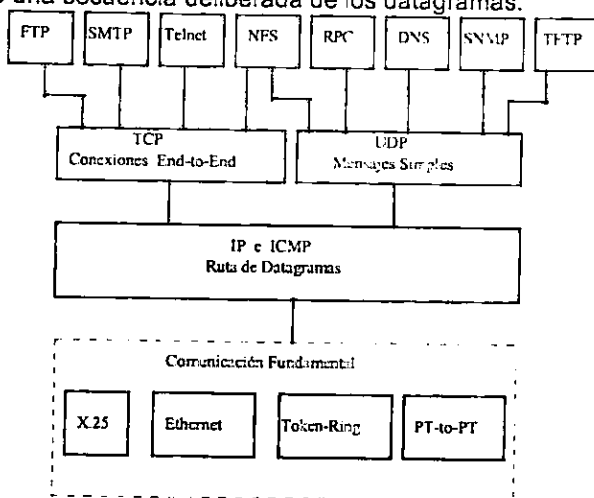 una secuencia deliberada de los datagramas.
FTP SMTP Telnet NFS RPC DNS SNMP TFTP
TCP
Conexiones End-to-End
UDP
Mensajes Simples
IP e ICMP
Ruta de Datagramas
Comunicación Fundamental
X.25 Ethernet Token-Ring PT-to-PT